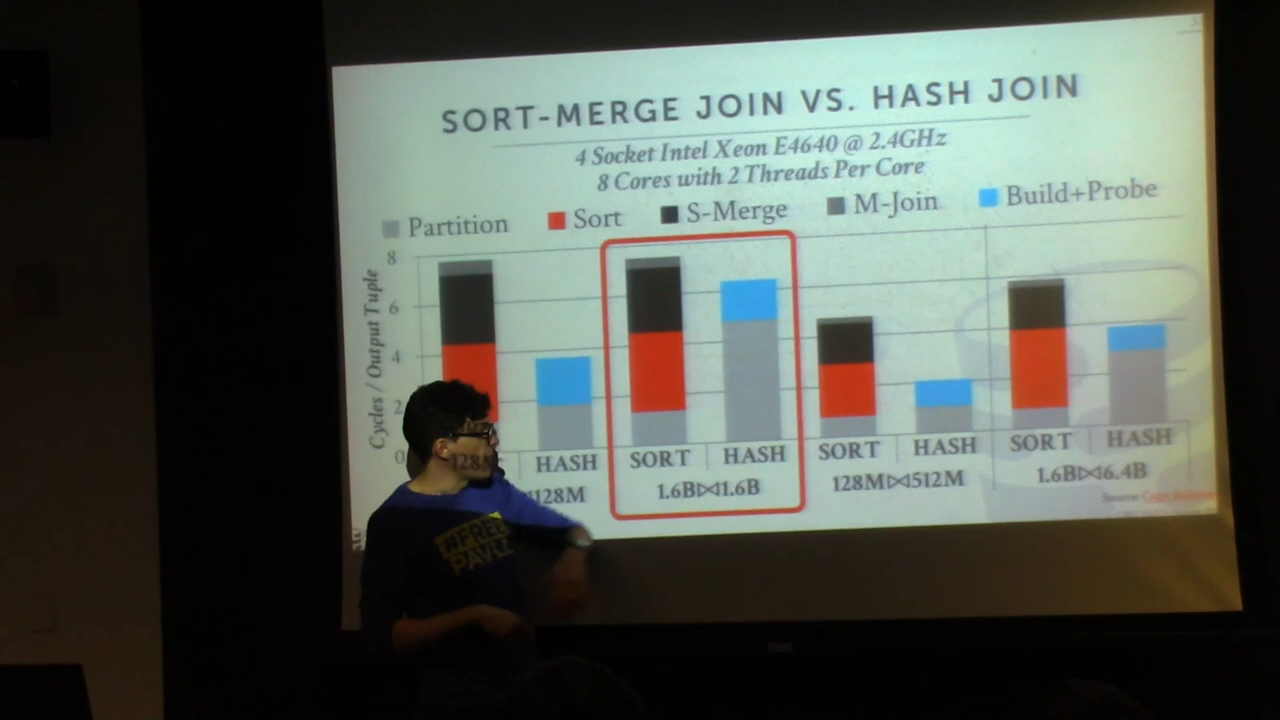 SORT-MERGE JOIN VS. HASH JOIN
4 Socket Intel Xeon E4640 @ 2.4GHz
8 Cores with 2 Threads Per Core
Partition Sort S-Merge M-Join Build+Probe
Cycles / Output Tuple
8
6
4
2
0
HASH SORT HASH SORT HASH SORT HASH
128M 1.6B⋈1.6B 128M⋈512M 1.6B⋈6.4B
Source:
#FREE
PAVLO